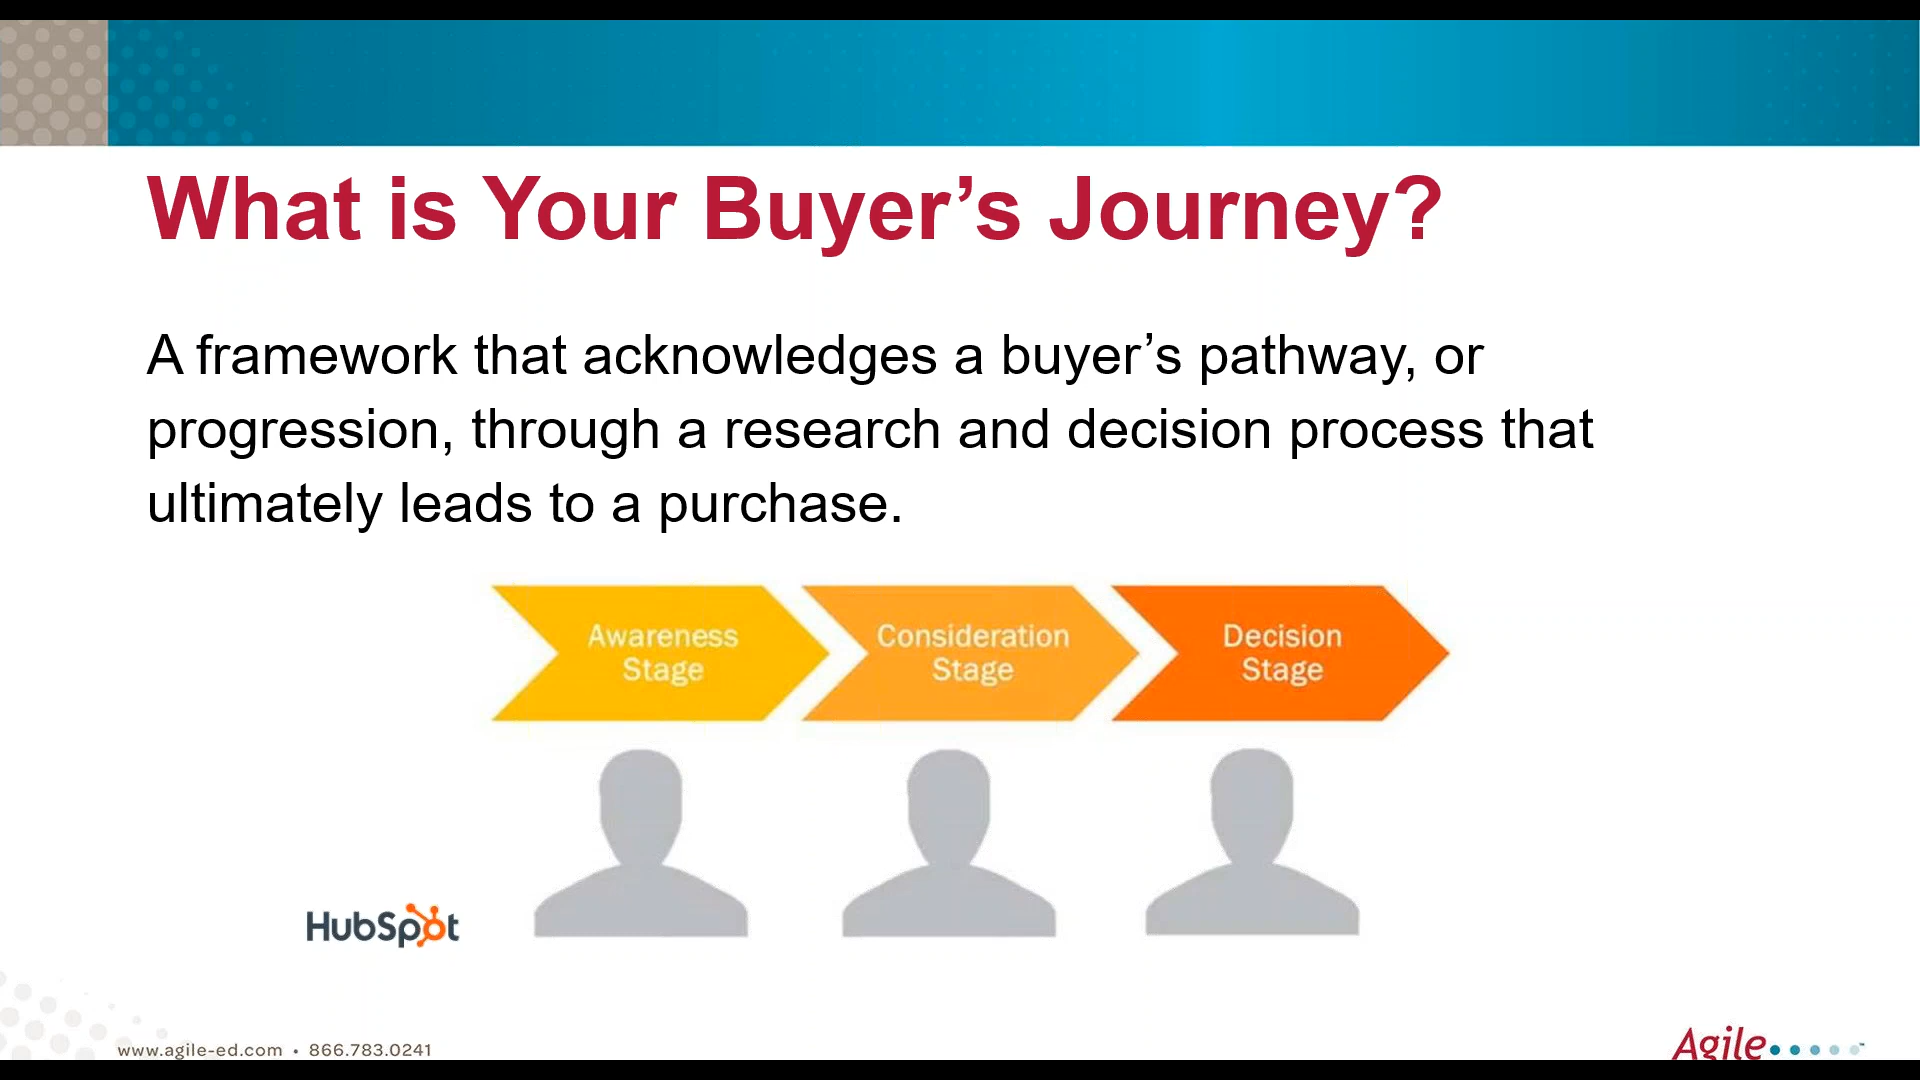 What is Your Buyer’s Journey?
A framework that acknowledges a buyer’s pathway, or
progression, through a research and decision process that
ultimately leads to a purchase.
Awareness
Stage
Consideration
Stage
Decision
Stage
HubSpot
www.agile-ed.com • 866.783.0241
Agile